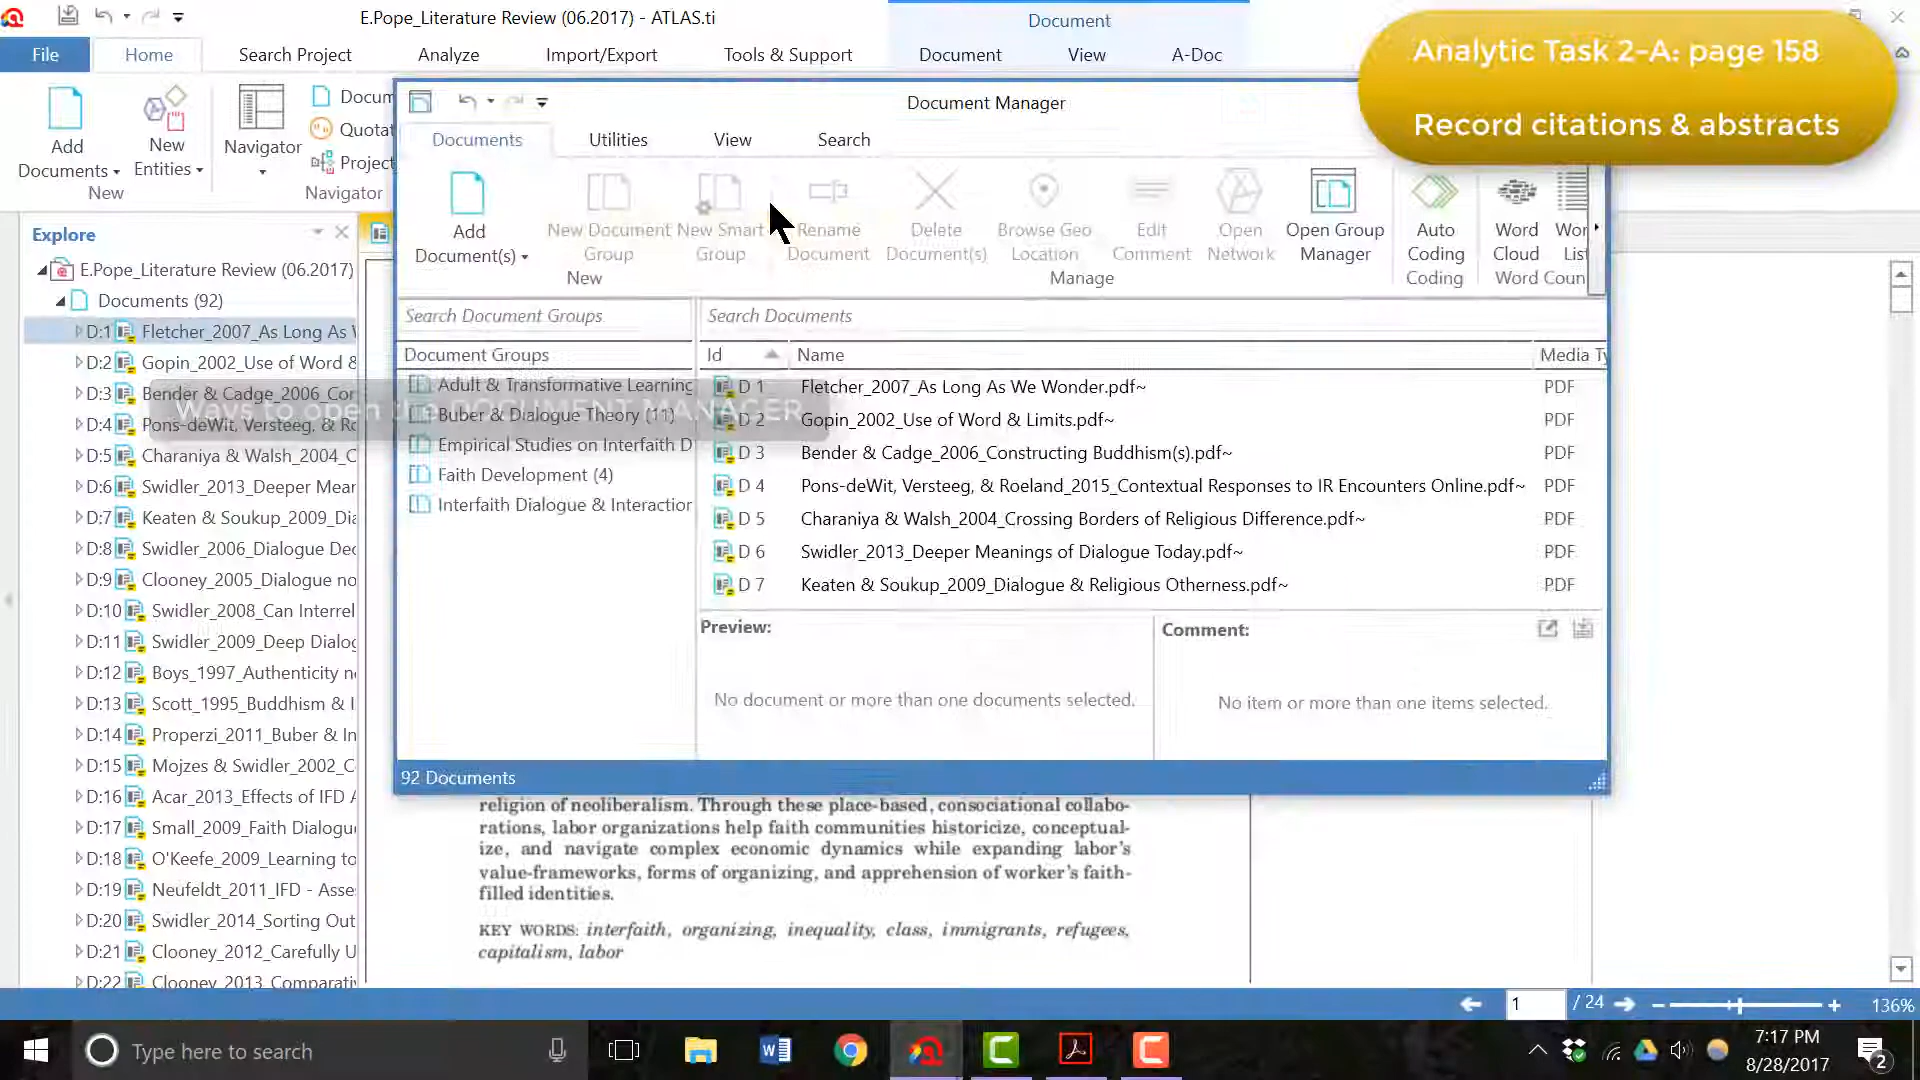 E.Pope_Literature Review (06.2017) - ATLAS.ti
Document
File
Home
Search Project
Analyze
Import/Export
Tools & Support
Document
View
A-Doc
Analytic Task 2-A: page 158
Record citations & abstracts
Add
Documents
New
Entities
New
Navigator
Docum
Quotat
Project
Navigator
Document Manager
Documents
Utilities
View
Search
Add
Document(s)
New Document
Group
New Smart
Group
New
Rename
Document
Delete
Document(s)
Browse Geo
Location
Edit
Comment
Open
Network
Open Group
Manager
Manage
Auto
Coding
Coding
Word
Cloud
Wor
List
Word Coun
Explore
E.Pope_Literature Review (06.2017)
Documents (92)
D:1 Fletcher_2007_As Long As W
D:2 Gopin_2002_Use of Word &
D:3 Bender & Cadge_2006_Con
D:4 Pons-deWit, Versteeg, & Ro
D:5 Charaniya & Walsh_2004_C
D:6 Swidler_2013_Deeper Mear
D:7 Keaten & Soukup_2009_Dia
D:8 Swidler_2006_Dialogue Dec
D:9 Clooney_2005_Dialogue no
D:10 Swidler_2008_Can Interrel
D:11 Swidler_2009_Deep Dialog
D:12 Boys_1997_Authenticity n
D:13 Scott_1995_Buddhism & I
D:14 Properzi_2011_Buber & In
D:15 Mojzes & Swidler_2002_C
D:16 Acar_2013_Effects of IFD A
D:17 Small_2009_Faith Dialogue
D:18 O'Keefe_2009_Learning to
D:19 Neufeldt_2011_IFD - Asse
D:20 Swidler_2014_Sorting Out
D:21 Clooney_2012_Carefully U
D:22 Clooney_2013_Comparativ
Search Document Groups
Document Groups
Adult & Transformative Learning
Buber & Dialogue Theory (11)
Empirical Studies on Interfaith D
Faith Development (4)
Interfaith Dialogue & Interaction
Ways to open the DOCUMENT MANAGER
Search Documents
Id Name Media Ty
D 1 Fletcher_2007_As Long As We Wonder.pdf~ PDF
D 2 Gopin_2002_Use of Word & Limits.pdf~ PDF
D 3 Bender & Cadge_2006_Constructing Buddhism(s).pdf~ PDF
D 4 Pons-deWit, Versteeg, & Roeland_2015_Contextual Responses to IR Encounters Online.pdf~ PDF
D 5 Charaniya & Walsh_2004_Crossing Borders of Religious Difference.pdf~ PDF
D 6 Swidler_2013_Deeper Meanings of Dialogue Today.pdf~ PDF
D 7 Keaten & Soukup_2009_Dialogue & Religious Otherness.pdf~ PDF
Preview:
No document or more than one documents selected.
Comment:
No item or more than one items selected.
92 Documents
religion of neoliberalism. Through these place-based, consociational collabo-
rations, labor organizations help faith communities historicize, conceptual-
ize, and navigate complex economic dynamics while expanding labor's
value-frameworks, forms of organizing, and apprehension of worker's faith-
filled identities.
KEY WORDS: interfaith, organizing, inequality, class, immigrants, refugees,
capitalism, labor
1 / 24
136%
Type here to search
7:17 PM
8/28/2017
2